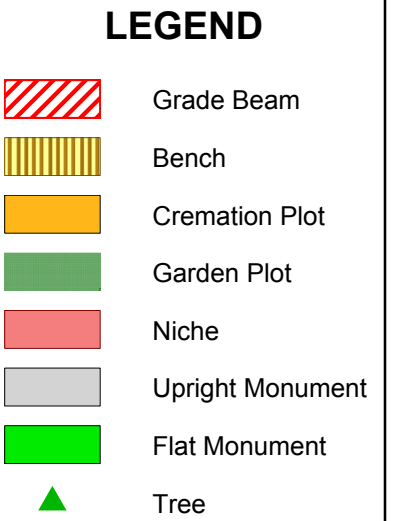 LEGEND
Grade Beam
Bench
Cremation Plot
Garden Plot
Niche
Upright Monument
Flat Monument
Tree